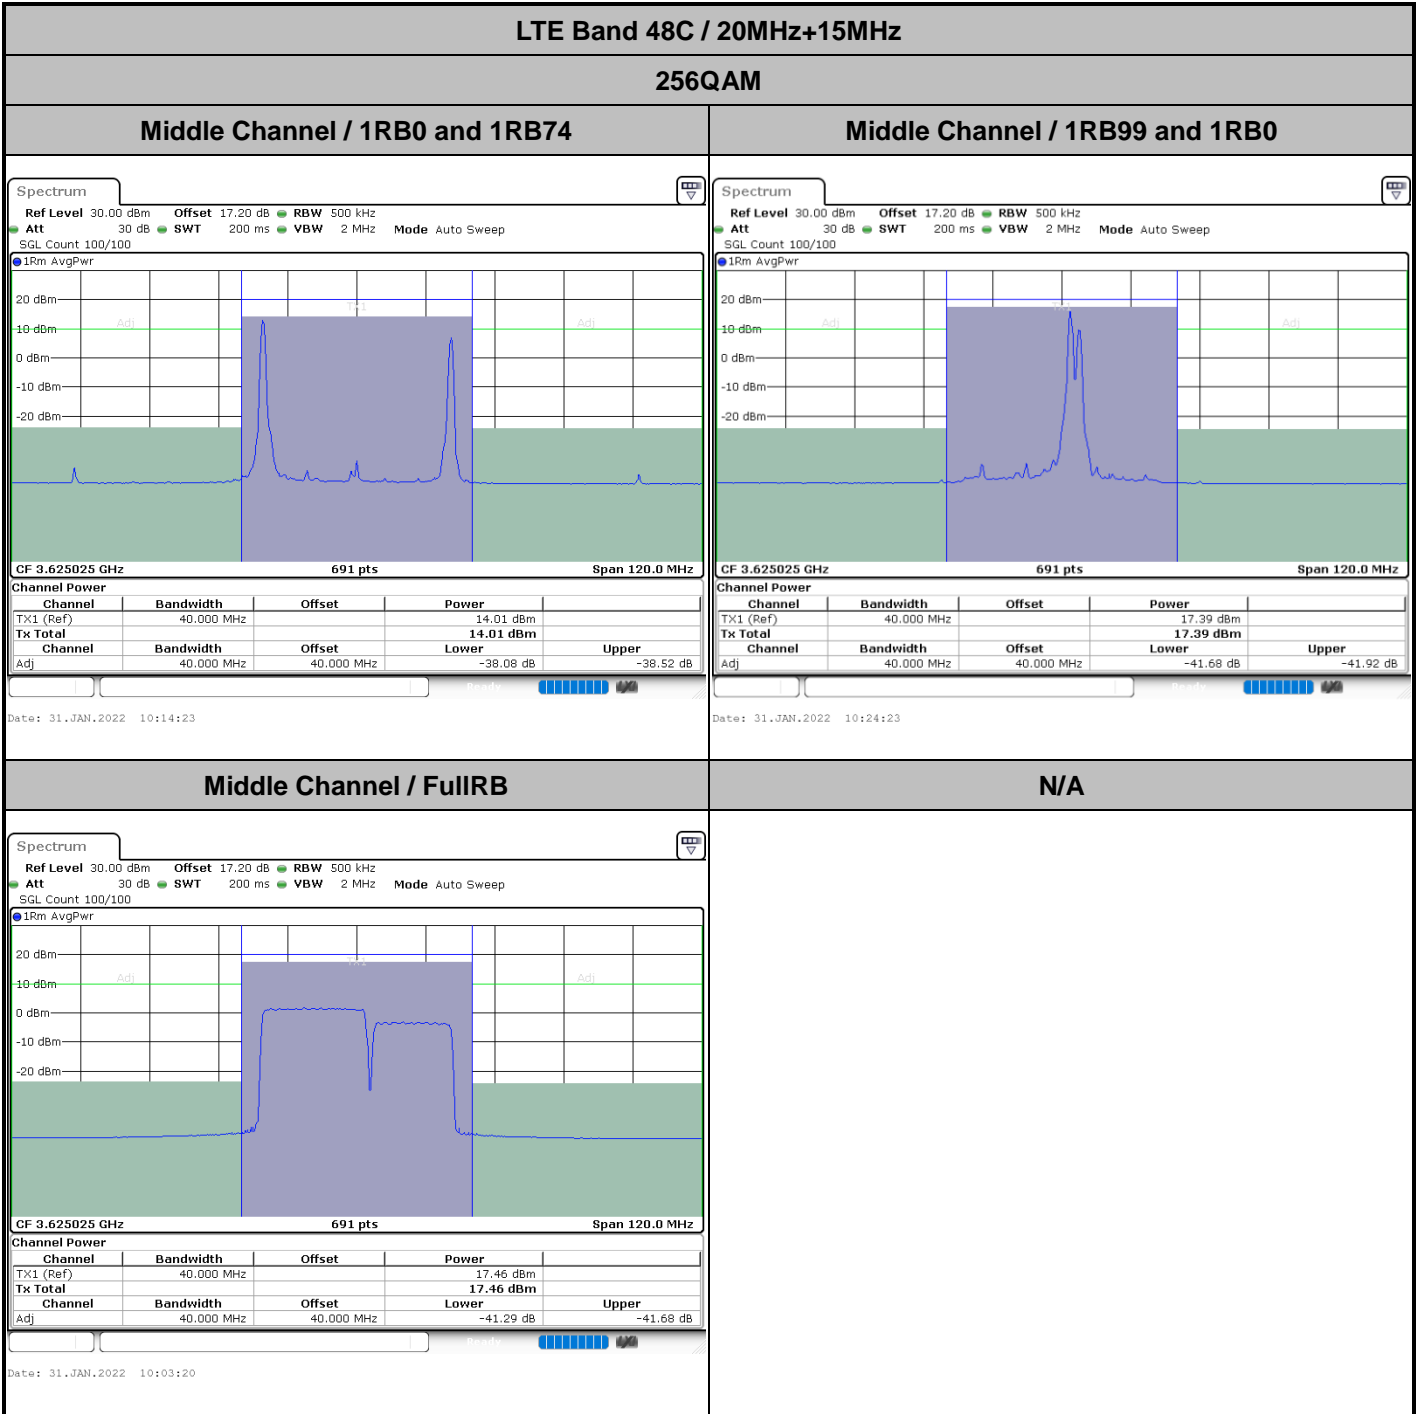 LTE Band 48C / 20MHz+15MHz
256QAM
Middle Channel / 1RB0 and 1RB74
Middle Channel / 1RB99 and 1RB0
Spectrum
Ref Level 30.00 dBm Offset 17.20 dB RBW 500 kHz
Att 30 dB SWT 200 ms VBW 2 MHz Mode Auto Sweep
SGL Count 100/100
1Rm AvgPwr
TX1
20 dBm
Adj
Adj
10 dBm
0 dBm
-10 dBm
-20 dBm
CF 3.625025 GHz 691 pts Span 120.0 MHz
Channel Power
Channel Bandwidth Offset Power
TX1 (Ref) 40.000 MHz 14.01 dBm
Tx Total 14.01 dBm
Channel Bandwidth Offset Lower Upper
Adj 40.000 MHz 40.000 MHz -38.08 dB -38.52 dB
Ready
Date: 31.JAN.2022 10:14:23
Spectrum
Ref Level 30.00 dBm Offset 17.20 dB RBW 500 kHz
Att 30 dB SWT 200 ms VBW 2 MHz Mode Auto Sweep
SGL Count 100/100
1Rm AvgPwr
TX1
20 dBm
Adj
Adj
10 dBm
0 dBm
-10 dBm
-20 dBm
CF 3.625025 GHz 691 pts Span 120.0 MHz
Channel Power
Channel Bandwidth Offset Power
TX1 (Ref) 40.000 MHz 17.39 dBm
Tx Total 17.39 dBm
Channel Bandwidth Offset Lower Upper
Adj 40.000 MHz 40.000 MHz -41.68 dB -41.92 dB
Ready
Date: 31.JAN.2022 10:24:23
Middle Channel / FullRB
N/A
Spectrum
Ref Level 30.00 dBm Offset 17.20 dB RBW 500 kHz
Att 30 dB SWT 200 ms VBW 2 MHz Mode Auto Sweep
SGL Count 100/100
1Rm AvgPwr
TX1
20 dBm
Adj
Adj
10 dBm
0 dBm
-10 dBm
-20 dBm
CF 3.625025 GHz 691 pts Span 120.0 MHz
Channel Power
Channel Bandwidth Offset Power
TX1 (Ref) 40.000 MHz 17.46 dBm
Tx Total 17.46 dBm
Channel Bandwidth Offset Lower Upper
Adj 40.000 MHz 40.000 MHz -41.29 dB -41.68 dB
Ready
Date: 31.JAN.2022 10:03:20